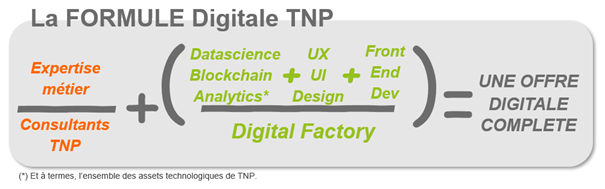 La FORMULE Digitale TNP
Expertise
métier
Consultants
TNP
+
(
Datascience
Blockchain
Analytics*
+
UX
UI
Design
+
Front
End
Dev
Digital Factory
)
=
UNE OFFRE
DIGITALE
COMPLETE
(*) Et à termes, l'ensemble des assets technologiques de TNP.